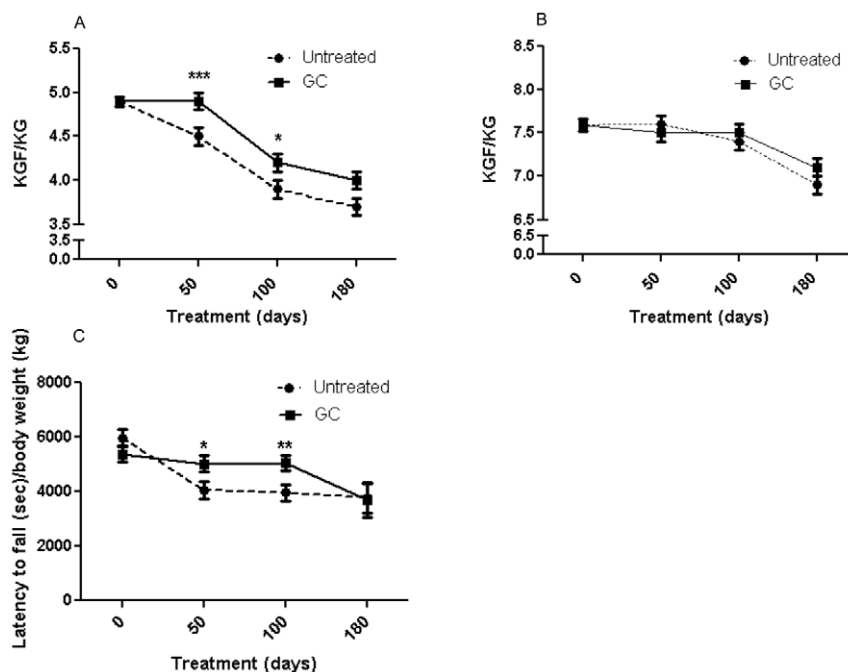 A
KGF/KG
5.5
5.0
4.5
4.0
3.5
3.5
0.0
***
*
Untreated
GC
0
50
100
180
Treatment (days)
B
KGF/KG
8.5
8.0
7.5
7.0
6.5
6.5
0.0
Untreated
GC
0
50
100
180
Treatment (days)
C
Latency to fall (sec)/body weight (kg)
8000
6000
4000
2000
0
*
**
Untreated
GC
0
50
100
180
Treatment (days)